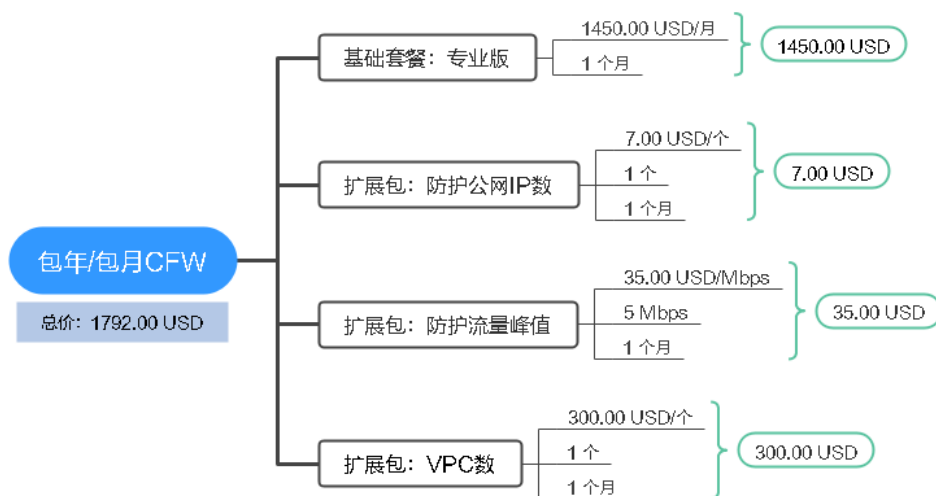 包年/包月CFW
总价：1792.00 USD
基础套餐：专业版
1450.00 USD/月
1 个月
1450.00 USD
扩展包：防护公网IP数
7.00 USD/个
1 个
1 个月
7.00 USD
扩展包：防护流量峰值
35.00 USD/Mbps
5 Mbps
1 个月
35.00 USD
扩展包：VPC数
300.00 USD/个
1 个
1 个月
300.00 USD